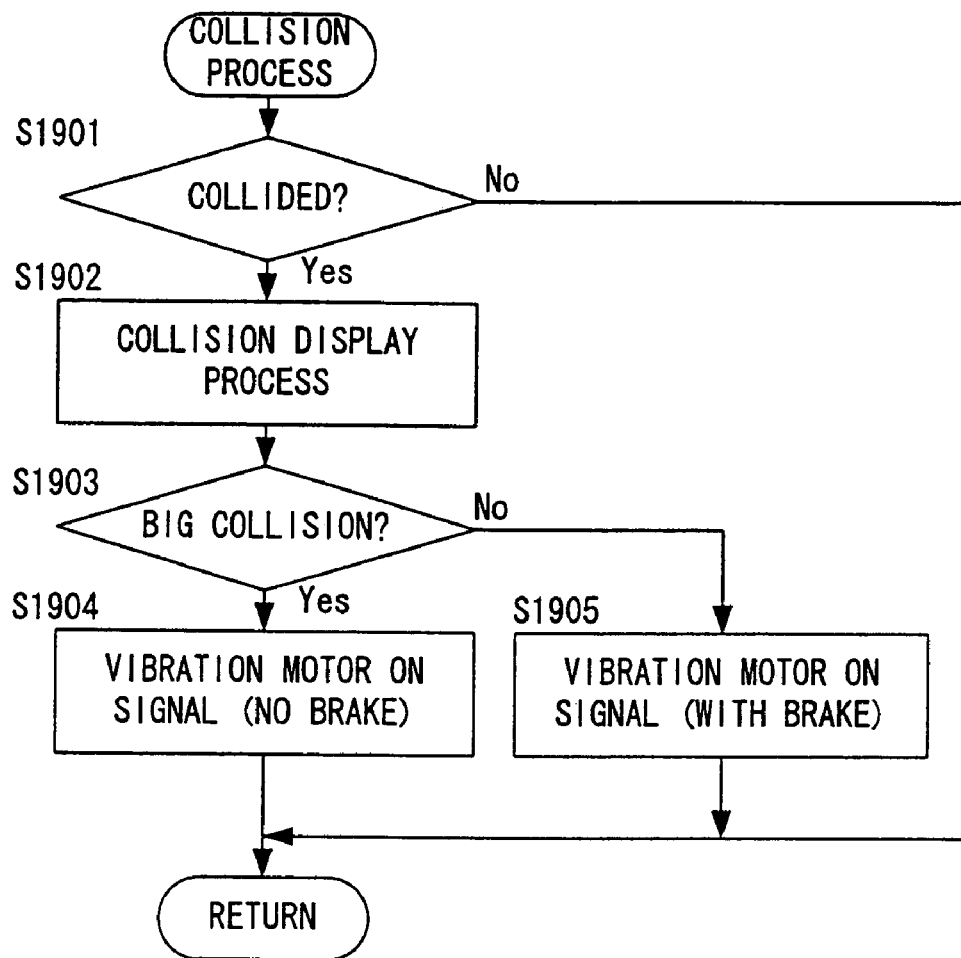 COLLISION
PROCESS
S1901
COLLIDED?
No
Yes
S1902
COLLISION DISPLAY
PROCESS
S1903
BIG COLLISION?
No
Yes
S1904
VIBRATION MOTOR ON
SIGNAL (NO BRAKE)
S1905
VIBRATION MOTOR ON
SIGNAL (WITH BRAKE)
RETURN